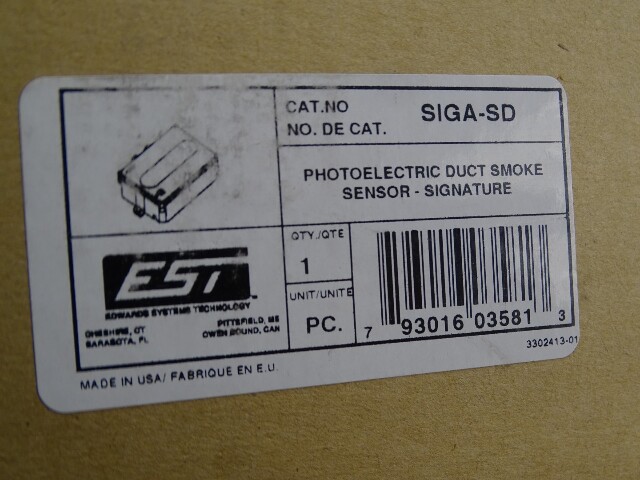 CAT.NO
NO. DE CAT.
SIGA-SD
PHOTOELECTRIC DUCT SMOKE
SENSOR - SIGNATURE
EST
EDWARDS SYSTEMS TECHNOLOGY
CHESHIRE, CT
SARASOTA, FL
PITTSFIELD, ME
OWEN SOUND, CAN
QTY./QTE
1
UNIT/UNITE
PC.
7 93016 03581 3
3302413-01
MADE IN USA/ FABRIQUE EN E.U.